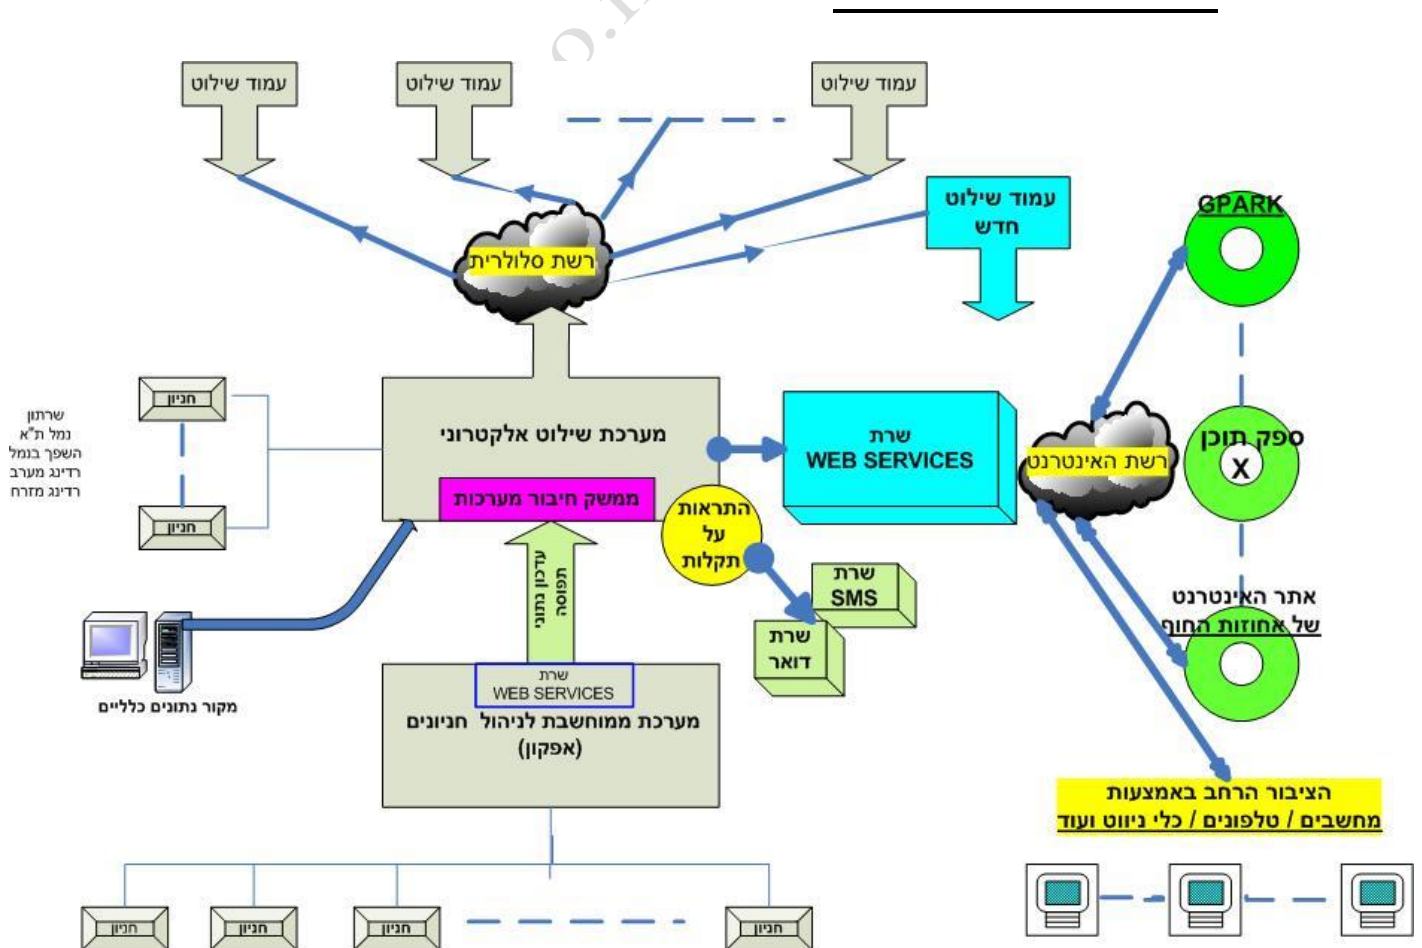 עמוד שילוט
עמוד שילוט
עמוד שילוט
עמוד שילוט
חדש
GPARK
רשת סלולרית
חניון
חניון
שרתון
נמל ת"א
השפך בנמל
רדינג מערב
רדינג מזרח
מערכת שילוט אלקטרוני
ממשק חיבור מערכות
שרת
WEB SERVICES
רשת האינטרנט
ספק תוכן
X
התראות
על
תקלות
עדכון נתוני
תפוסה
שרת
SMS
שרת
דואר
אתר האינטרנט
של אחוזות החוף
מקור נתונים כלליים
שרת
WEB SERVICES
מערכת ממוחשבת לניהול חניונים
(אפקון)
הציבור הרחב באמצעות
מחשבים / טלפונים / כלי ניווט ועוד
חניון
חניון
חניון
חניון